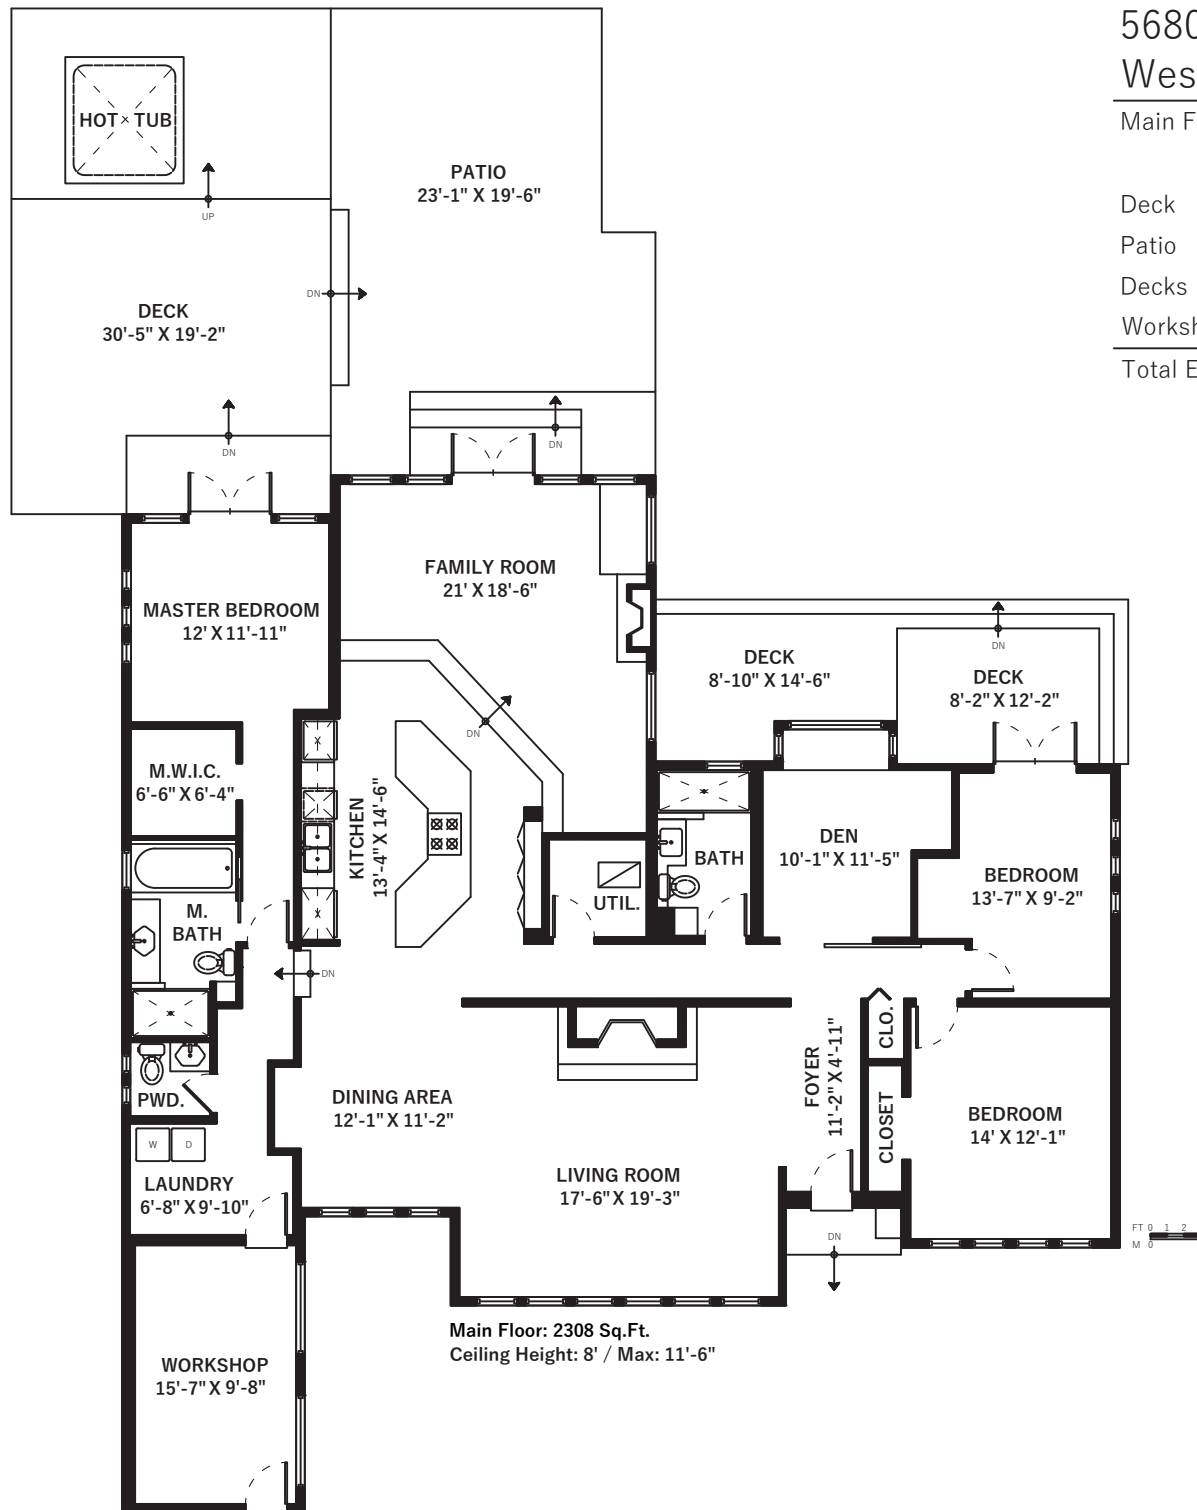 5680
Wes
Main F
Deck
Patio
Decks
Worksh
Total E
HOT TUB
UP
PATIO
23'-1" X 19'-6"
DN
DECK
30'-5" X 19'-2"
DN
DN
FAMILY ROOM
21' X 18'-6"
MASTER BEDROOM
12' X 11'-11"
DN
DECK
8'-10" X 14'-6"
DECK
8'-2" X 12'-2"
DN
M.W.I.C.
6'-6" X 6'-4"
KITCHEN
13'-4" X 14'-6"
DEN
10'-1" X 11'-5"
BATH
BEDROOM
13'-7" X 9'-2"
UTIL.
M.
BATH
DN
CLO.
FOYER
11'-2" X 4'-11"
PWD.
DINING AREA
12'-1" X 11'-2"
CLOSET
BEDROOM
14' X 12'-1"
W D
LAUNDRY
6'-8" X 9'-10"
LIVING ROOM
17'-6" X 19'-3"
DN
FT 0 1 2
M 0
Main Floor: 2308 Sq.Ft.
Ceiling Height: 8' / Max: 11'-6"
WORKSHOP
15'-7" X 9'-8"